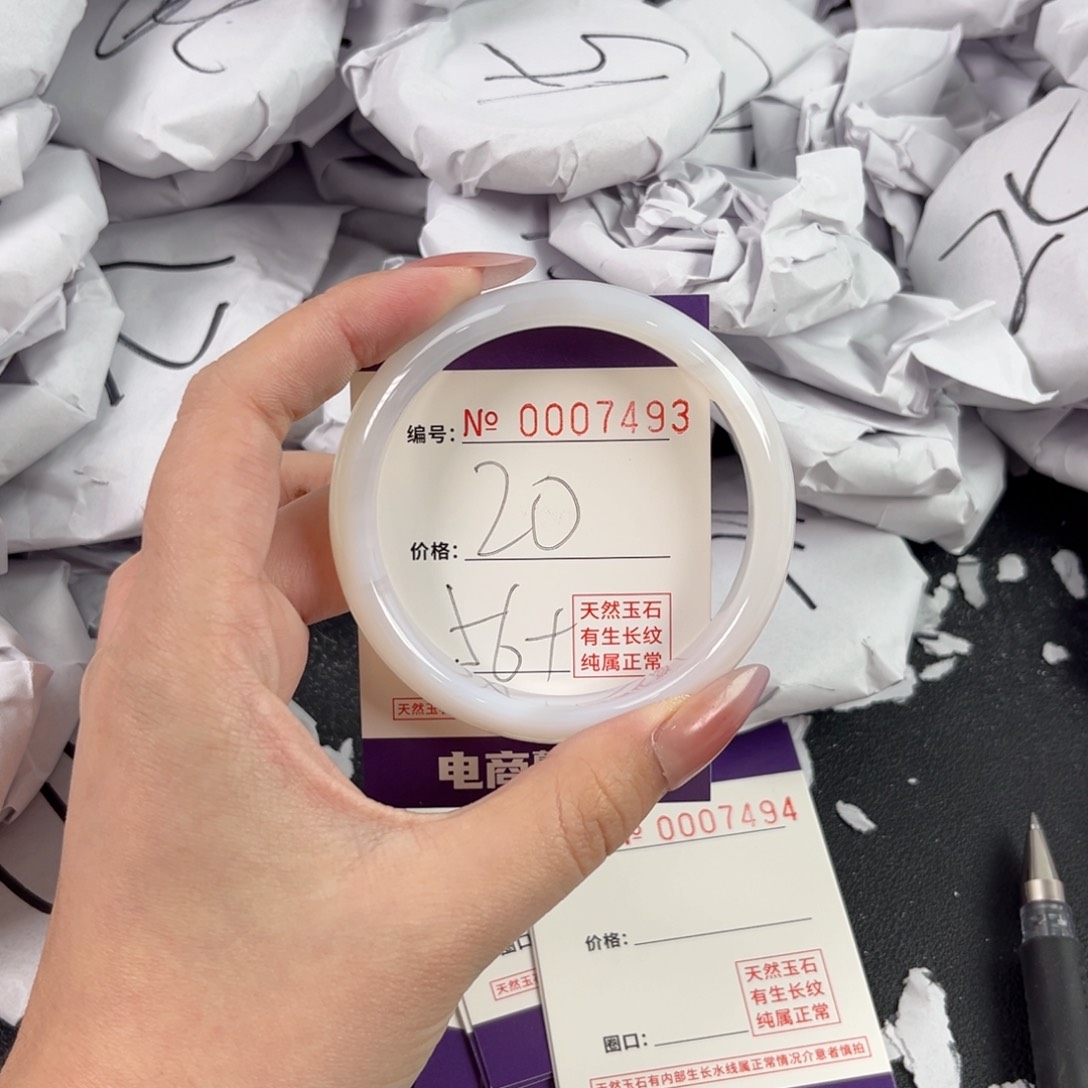 编号: № 0007493
价格: 20
56+
天然玉石
有生长纹
纯属正常
天然玉
电商
№ 0007494
价格:
天然玉石
有生长纹
纯属正常
圈口:
圈口
天然玉
天然玉石有内部生长水线属正常情况介意者慎拍